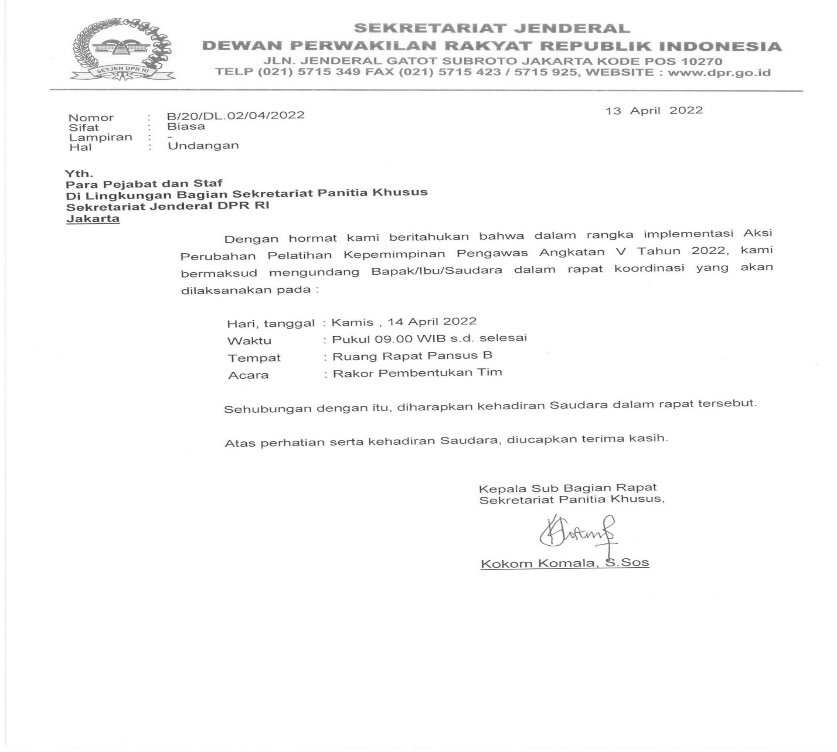 SEKRETARIAT JENDERAL
DEWAN PERWAKILAN RAKYAT REPUBLIK INDONESIA
JLN. JENDERAL GATOT SUBROTO JAKARTA KODE POS 10270
TELP (021) 5715 349 FAX (021) 5715 423 / 5715 925, WEBSITE : www.dpr.go.id
SETJEN DPR RI
13 April 2022
Nomor : B/20/DL.02/04/2022
Sifat : Biasa
Lampiran : -
Hal : Undangan
Yth.
Para Pejabat dan Staf
Di Lingkungan Bagian Sekretariat Panitia Khusus
Sekretariat Jenderal DPR RI
Jakarta
Dengan hormat kami beritahukan bahwa dalam rangka implementasi Aksi
Perubahan Pelatihan Kepemimpinan Pengawas Angkatan V Tahun 2022, kami
bermaksud mengundang Bapak/Ibu/Saudara dalam rapat koordinasi yang akan
dilaksanakan pada :
Hari, tanggal : Kamis , 14 April 2022
Waktu : Pukul 09.00 WIB s.d. selesai
Tempat : Ruang Rapat Pansus B
Acara : Rakor Pembentukan Tim
Sehubungan dengan itu, diharapkan kehadiran Saudara dalam rapat tersebut.
Atas perhatian serta kehadiran Saudara, diucapkan terima kasih.
Kepala Sub Bagian Rapat
Sekretariat Panitia Khusus,
Kokom Komala, S.Sos